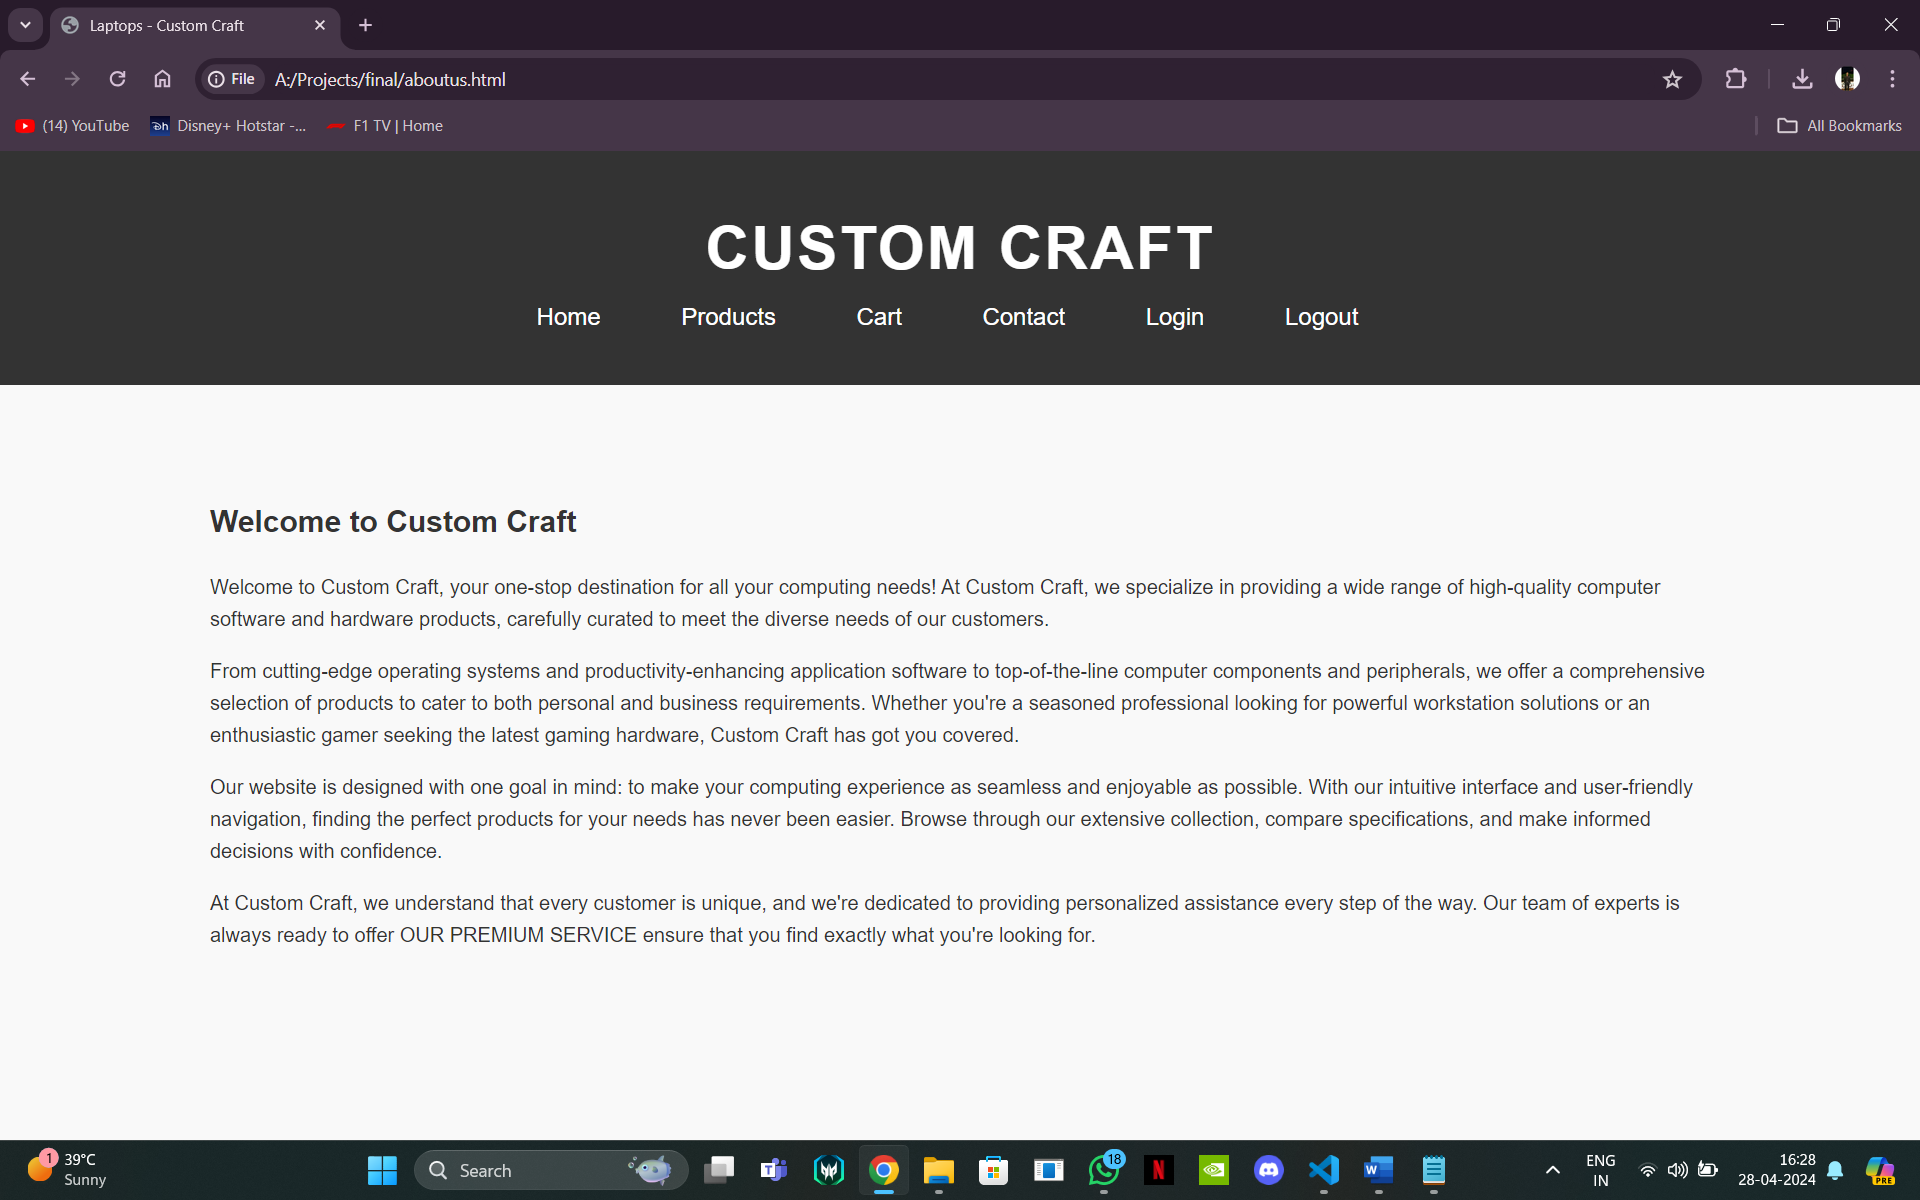 Laptops - Custom Craft
File A:/Projects/final/aboutus.html
(14) YouTube Disney+ Hotstar -... F1 TV | Home All Bookmarks
CUSTOM CRAFT
Home Products Cart Contact Login Logout
Welcome to Custom Craft
Welcome to Custom Craft, your one-stop destination for all your computing needs! At Custom Craft, we specialize in providing a wide range of high-quality computer
software and hardware products, carefully curated to meet the diverse needs of our customers.
From cutting-edge operating systems and productivity-enhancing application software to top-of-the-line computer components and peripherals, we offer a comprehensive
selection of products to cater to both personal and business requirements. Whether you're a seasoned professional looking for powerful workstation solutions or an
enthusiastic gamer seeking the latest gaming hardware, Custom Craft has got you covered.
Our website is designed with one goal in mind: to make your computing experience as seamless and enjoyable as possible. With our intuitive interface and user-friendly
navigation, finding the perfect products for your needs has never been easier. Browse through our extensive collection, compare specifications, and make informed
decisions with confidence.
At Custom Craft, we understand that every customer is unique, and we're dedicated to providing personalized assistance every step of the way. Our team of experts is
always ready to offer OUR PREMIUM SERVICE ensure that you find exactly what you're looking for.
1 39°C
Sunny
Search
18
ENG
IN
16:28
28-04-2024
PRE